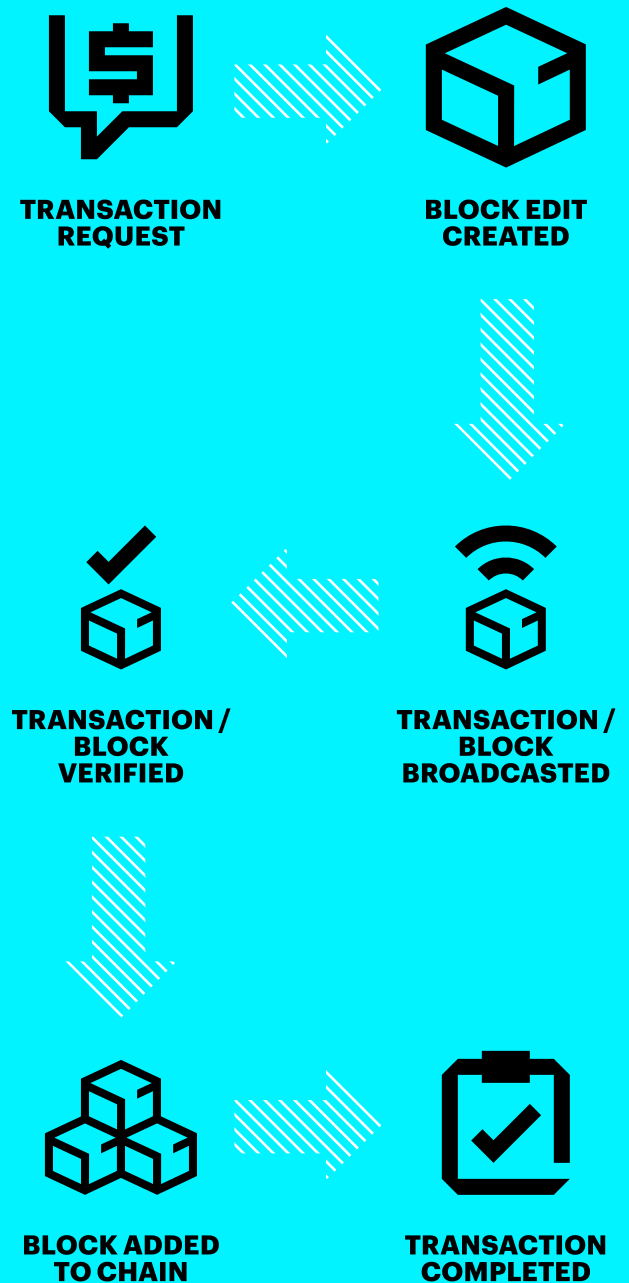 TRANSACTION
REQUEST
BLOCK EDIT
CREATED
TRANSACTION /
BLOCK
BROADCASTED
TRANSACTION /
BLOCK
VERIFIED
BLOCK ADDED
TO CHAIN
TRANSACTION
COMPLETED